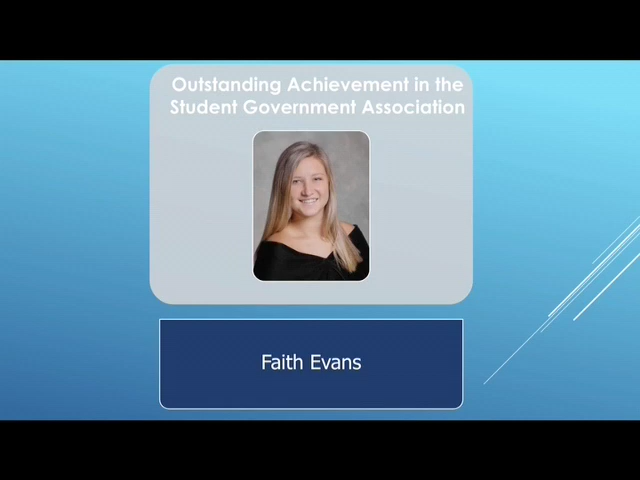 Outstanding Achievement in the
Student Government Association
Faith Evans